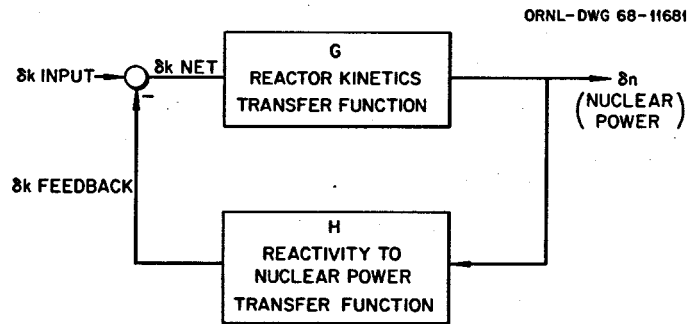 ORNL-DWG 68-11681
G
REACTOR KINETICS
TRANSFER FUNCTION
δk INPUT
δk NET
−
δn
(NUCLEAR
POWER)
δk FEEDBACK
H
REACTIVITY TO
NUCLEAR POWER
TRANSFER FUNCTION